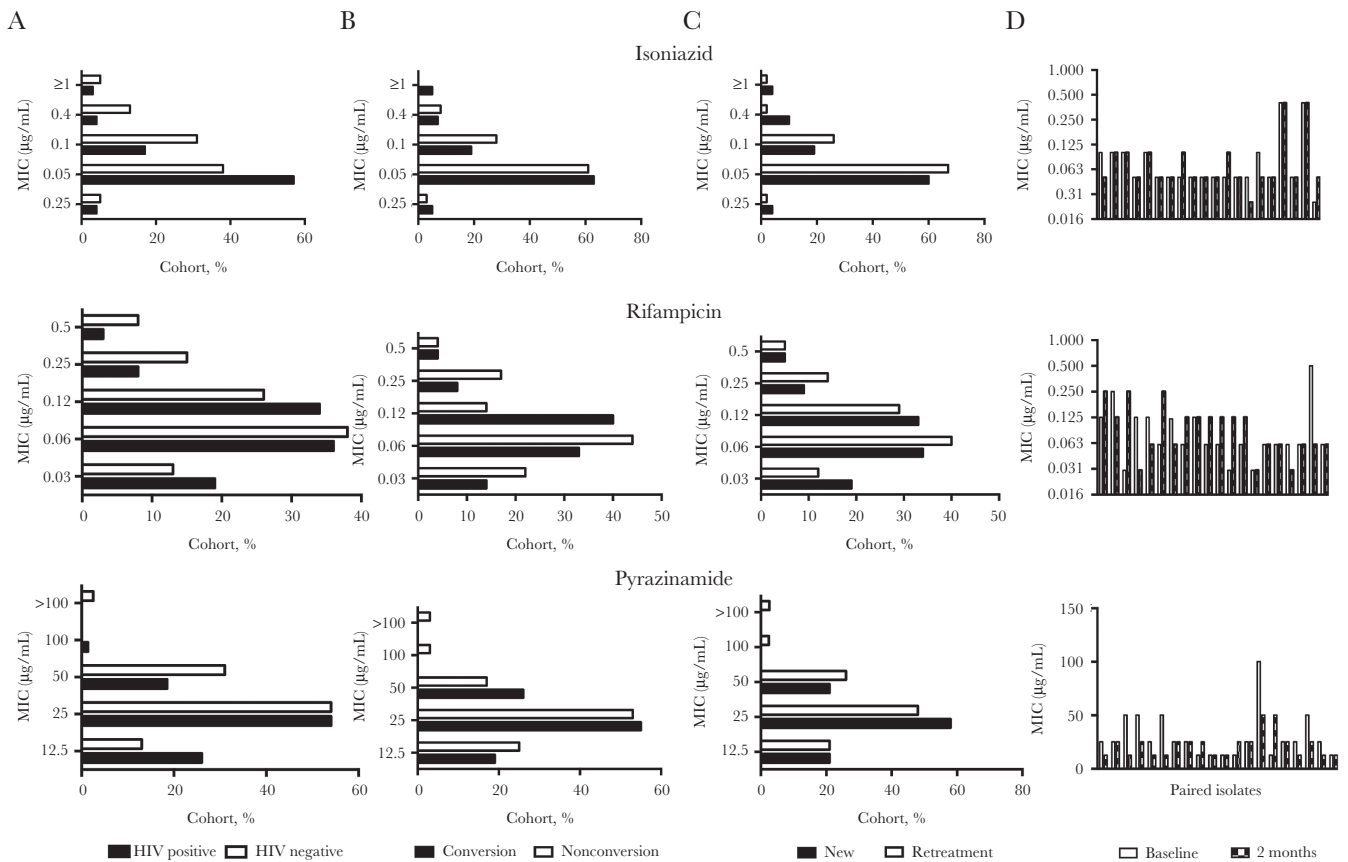 A B C D
Isoniazid
MIC (µg/mL)
≥1
0.4
0.1
0.05
0.25
0 20 40 60
Cohort, %
MIC (µg/mL)
≥1
0.4
0.1
0.05
0.25
0 20 40 60 80
Cohort, %
MIC (µg/mL)
≥1
0.4
0.1
0.05
0.25
0 20 40 60 80
Cohort, %
MIC (µg/mL)
1.000
0.500
0.250
0.125
0.063
0.31
0.016
Rifampicin
MIC (µg/mL)
0.5
0.25
0.12
0.06
0.03
0 10 20 30 40
Cohort, %
MIC (µg/mL)
0.5
0.25
0.12
0.06
0.03
0 10 20 30 40 50
Cohort, %
MIC (µg/mL)
0.5
0.25
0.12
0.06
0.03
0 10 20 30 40 50
Cohort, %
MIC (µg/mL)
1.000
0.500
0.250
0.125
0.063
0.031
0.016
Pyrazinamide
MIC (µg/mL)
>100
100
50
25
12.5
0 20 40 60
Cohort, %
MIC (µg/mL)
>100
100
50
25
12.5
0 20 40 60
Cohort, %
MIC (µg/mL)
>100
100
50
25
12.5
0 20 40 60 80
Cohort, %
MIC (µg/mL)
150
100
50
0
Paired isolates
HIV positive HIV negative
Conversion Nonconversion
New Retreatment
Baseline 2 months